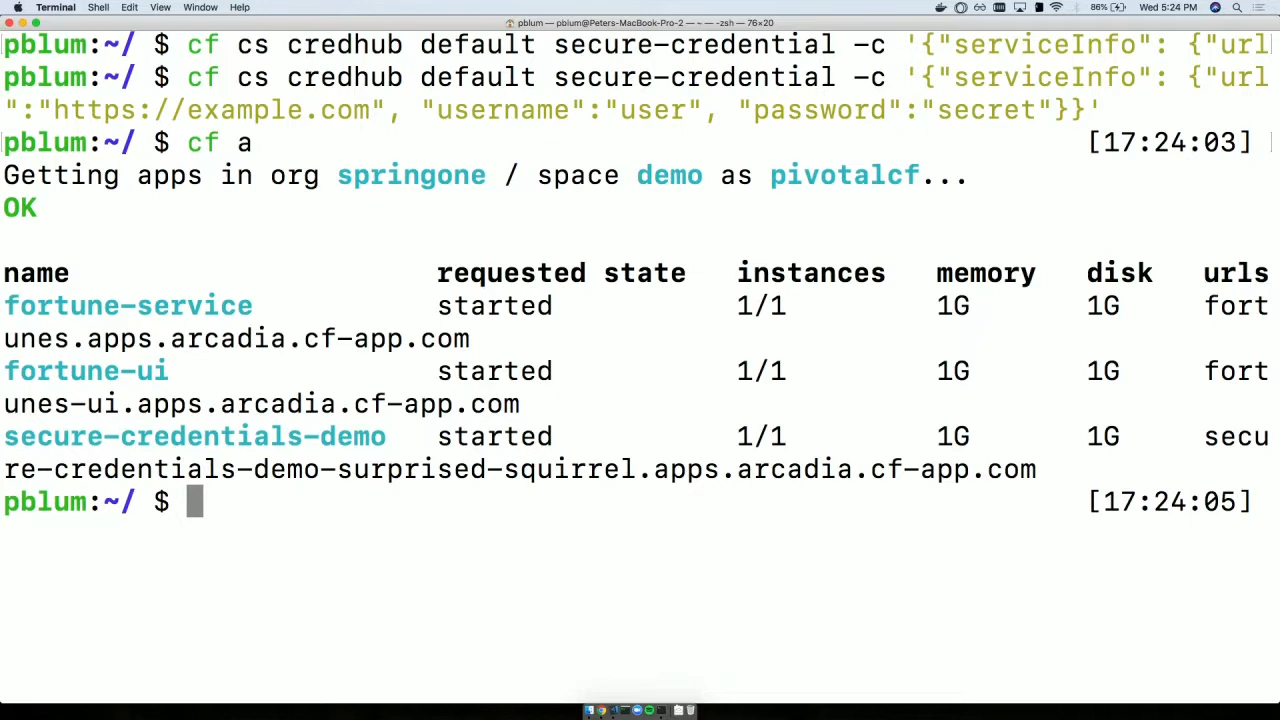 Terminal Shell Edit View Window Help 86% Wed 5:24 PM
pblum — pblum@Peters-MacBook-Pro-2 — ~ — -zsh — 76×20
pblum:~/ $ cf cs credhub default secure-credential -c '{"serviceInfo": {"url
pblum:~/ $ cf cs credhub default secure-credential -c '{"serviceInfo": {"url
":"https://example.com", "username":"user", "password":"secret"}}'
pblum:~/ $ cf a [17:24:03]
Getting apps in org springone / space demo as pivotalcf...
OK
name requested state instances memory disk urls
fortune-service started 1/1 1G 1G fort
unes.apps.arcadia.cf-app.com
fortune-ui started 1/1 1G 1G fort
unes-ui.apps.arcadia.cf-app.com
secure-credentials-demo started 1/1 1G 1G secu
re-credentials-demo-surprised-squirrel.apps.arcadia.cf-app.com
pblum:~/ $ [17:24:05]